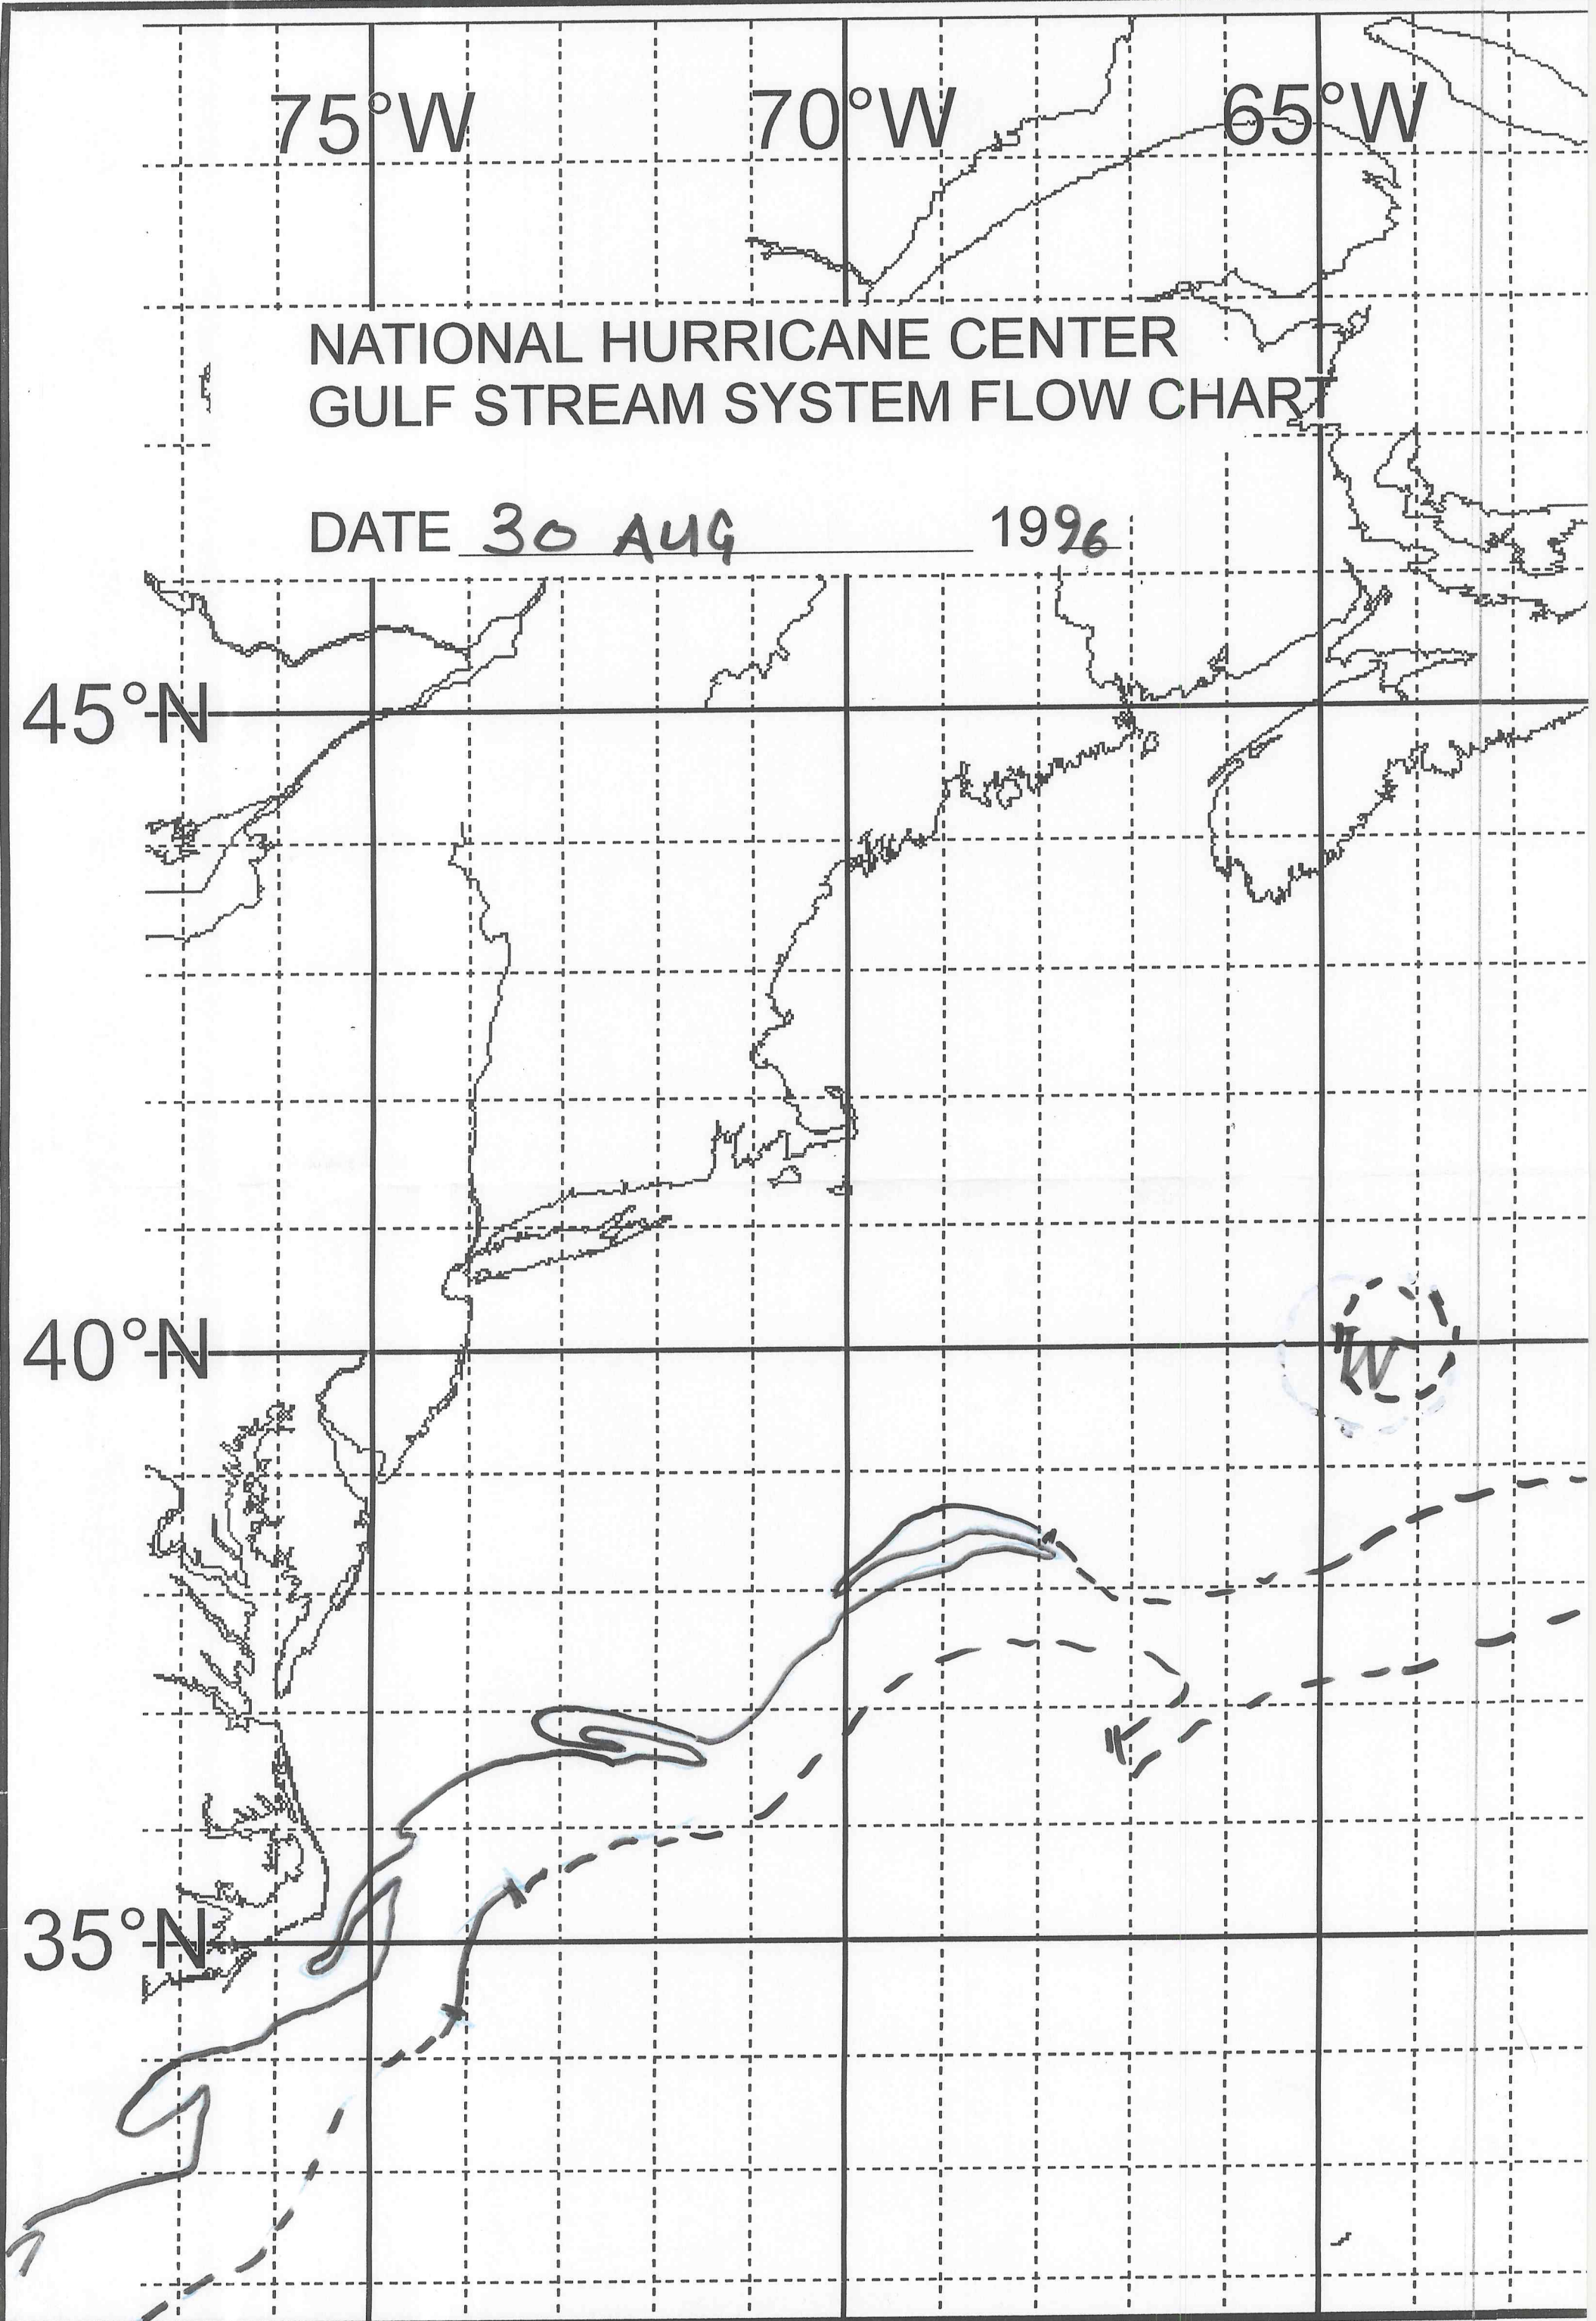 75°W 70°W 65°W
NATIONAL HURRICANE CENTER
GULF STREAM SYSTEM FLOW CHART
DATE 30 AUG 1996
45°N
40°N
W
35°N